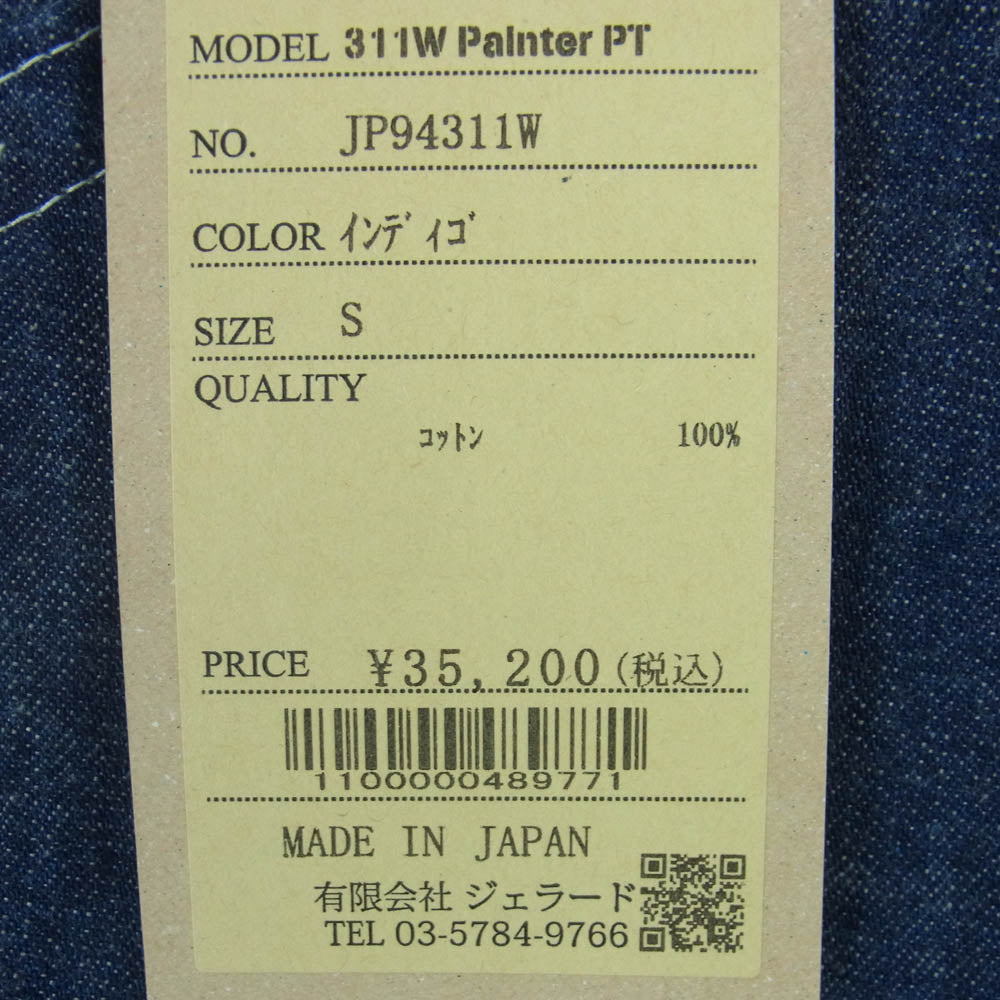 MODEL 311W Painter PT
NO. JP94311W
COLOR ｲﾝﾃﾞｨｺﾞ
SIZE S
QUALITY
ｺｯﾄﾝ 100%
PRICE ¥35,200(税込)
1100000489771
MADE IN JAPAN
有限会社 ジェラード
TEL 03-5784-9766